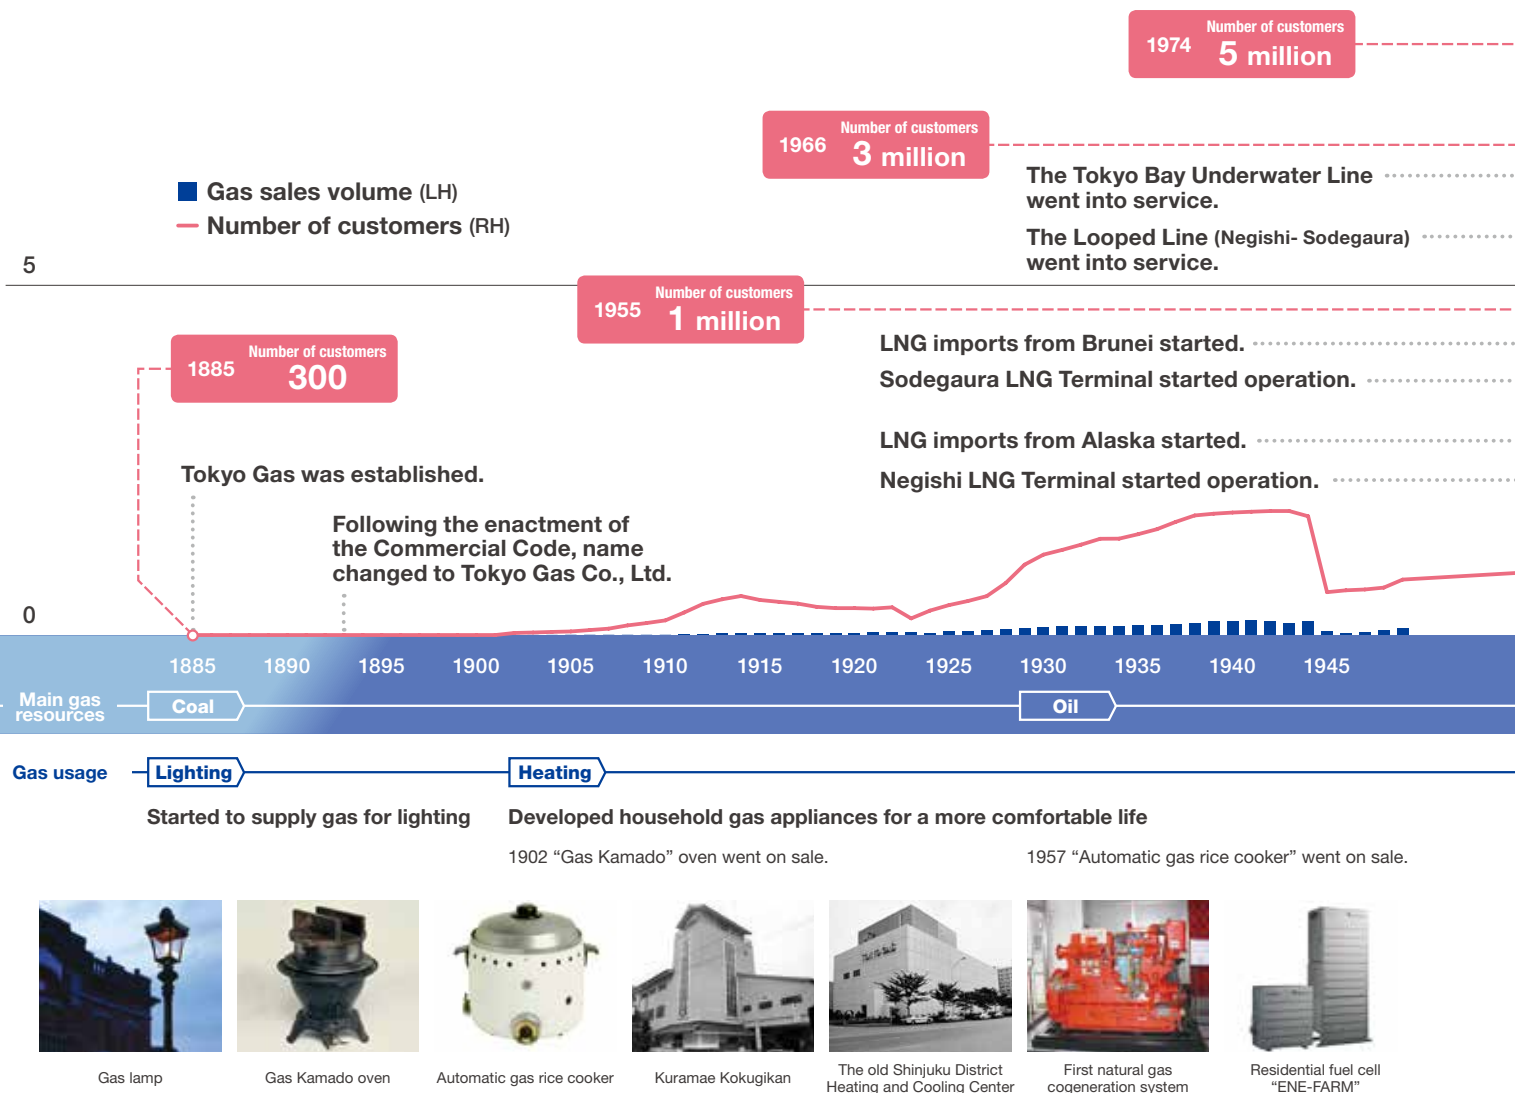 Number of customers
1974 5 million
Number of customers
1966 3 million
The Tokyo Bay Underwater Line
went into service.
Gas sales volume (LH)
Number of customers (RH)
The Looped Line (Negishi- Sodegaura)
went into service.
5
Number of customers
1955 1 million
LNG imports from Brunei started.
Number of customers
1885 300
Sodegaura LNG Terminal started operation.
LNG imports from Alaska started.
Tokyo Gas was established.
Negishi LNG Terminal started operation.
Following the enactment of
the Commercial Code, name
changed to Tokyo Gas Co., Ltd.
0
1885 1890 1895 1900 1905 1910 1915 1920 1925 1930 1935 1940 1945
Main gas
resources
Coal
Oil
Gas usage
Lighting
Heating
Started to supply gas for lighting
Developed household gas appliances for a more comfortable life
1902 “Gas Kamado” oven went on sale.
1957 “Automatic gas rice cooker” went on sale.
Gas lamp
Gas Kamado oven
Automatic gas rice cooker
Kuramae Kokugikan
The old Shinjuku District
Heating and Cooling Center
First natural gas
cogeneration system
Residential fuel cell
“ENE-FARM”